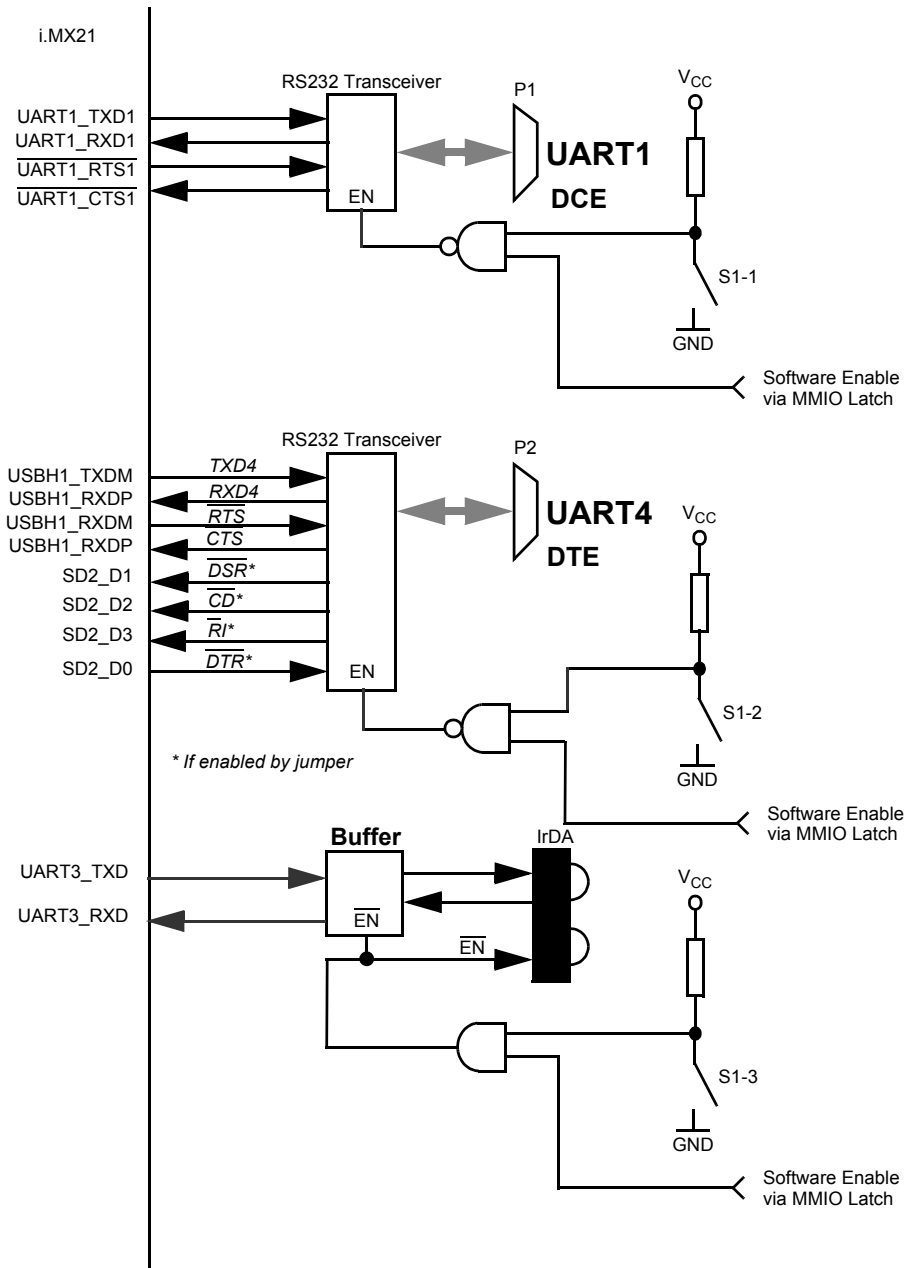 i.MX21
RS232 Transceiver
P1
VCC
UART1_TXD1
UART1_RXD1
UART1_RTS1
UART1_CTS1
EN
UART1
DCE
S1-1
GND
Software Enable
via MMIO Latch
RS232 Transceiver
P2
VCC
USBH1_TXDM
TXD4
USBH1_RXDP
RXD4
USBH1_RXDM
RTS
USBH1_RXDP
CTS
SD2_D1
DSR*
SD2_D2
CD*
SD2_D3
RI*
SD2_D0
DTR*
EN
UART4
DTE
S1-2
GND
* If enabled by jumper
Software Enable
via MMIO Latch
Buffer
IrDA
VCC
UART3_TXD
UART3_RXD
EN
EN
S1-3
GND
Software Enable
via MMIO Latch